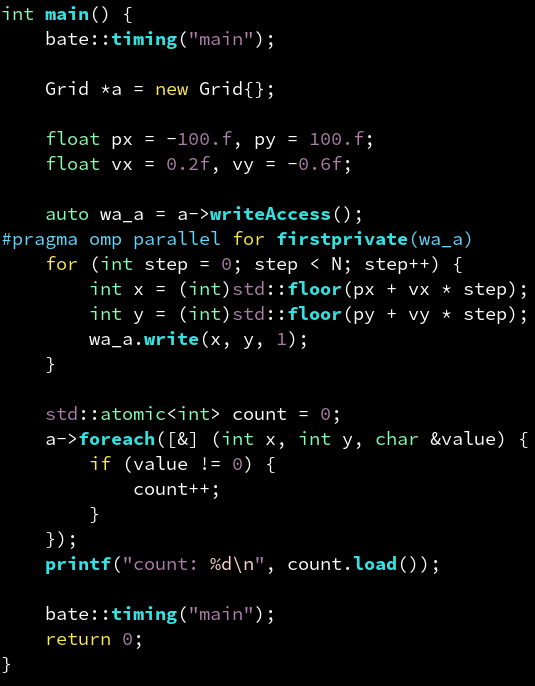 int main() {
    bate::timing("main");

    Grid *a = new Grid{};

    float px = -100.f, py = 100.f;
    float vx = 0.2f, vy = -0.6f;

    auto wa_a = a->writeAccess();
#pragma omp parallel for firstprivate(wa_a)
    for (int step = 0; step < N; step++) {
        int x = (int)std::floor(px + vx * step);
        int y = (int)std::floor(py + vy * step);
        wa_a.write(x, y, 1);
    }

    std::atomic<int> count = 0;
    a->foreach([&] (int x, int y, char &value) {
        if (value != 0) {
            count++;
        }
    });
    printf("count: %d\n", count.load());

    bate::timing("main");
    return 0;
}